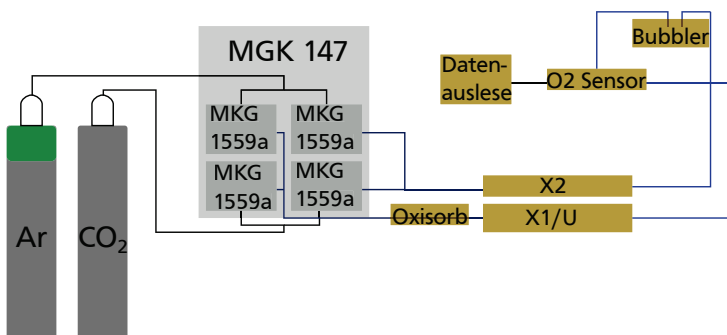 MGK 147
Bubbler
Daten-
auslese
O2 Sensor
MKG
1559a
MKG
1559a
MKG
1559a
MKG
1559a
X2
Oxisorb
X1/U
Ar
CO₂